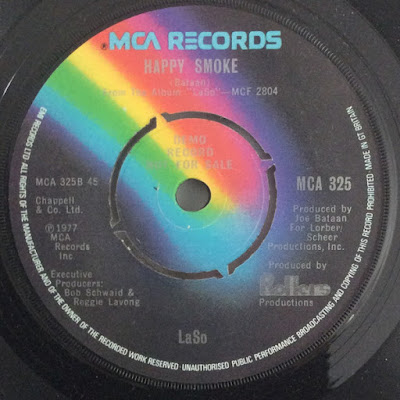 MCA RECORDS
HAPPY SMOKE
(Bataan)
From The Album "LaSo"—MCF 2804
DEMO
RECORD
NOT FOR SALE
MCA 325B 45
MCA 325
Chappell
& Co. Ltd.
℗1977
MCA
Records
Inc
Executive
Producers:
Bob Schwaid &
Reggie Lavong
Produced by
Joe Bataan
For Lorber/
Scheer
Productions, Inc.
Produced by
Productions
LaSo
EMI RECORDS LTD ALL RIGHTS OF THE MANUFACTURER AND OF THE OWNER OF THE RECORDED WORK RESERVED · UNAUTHORISED PUBLIC PERFORMANCE BROADCASTING AND COPYING OF THIS RECORD PROHIBITED MADE IN GT BRITAIN